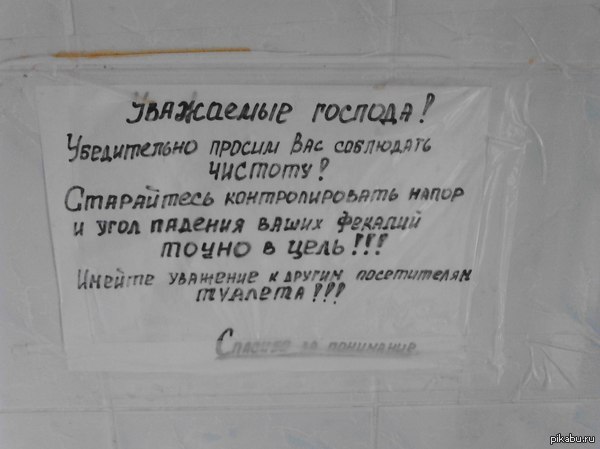 Уважаемые господа!
Убедительно просим Вас соблюдать
чистоту!
Старайтесь контролировать напор
и угол падения ваших фекалий
точно в цель!!!
Имейте уважение к другим посетителям
туалета!!!
Спасибо за понимание
pikabu.ru